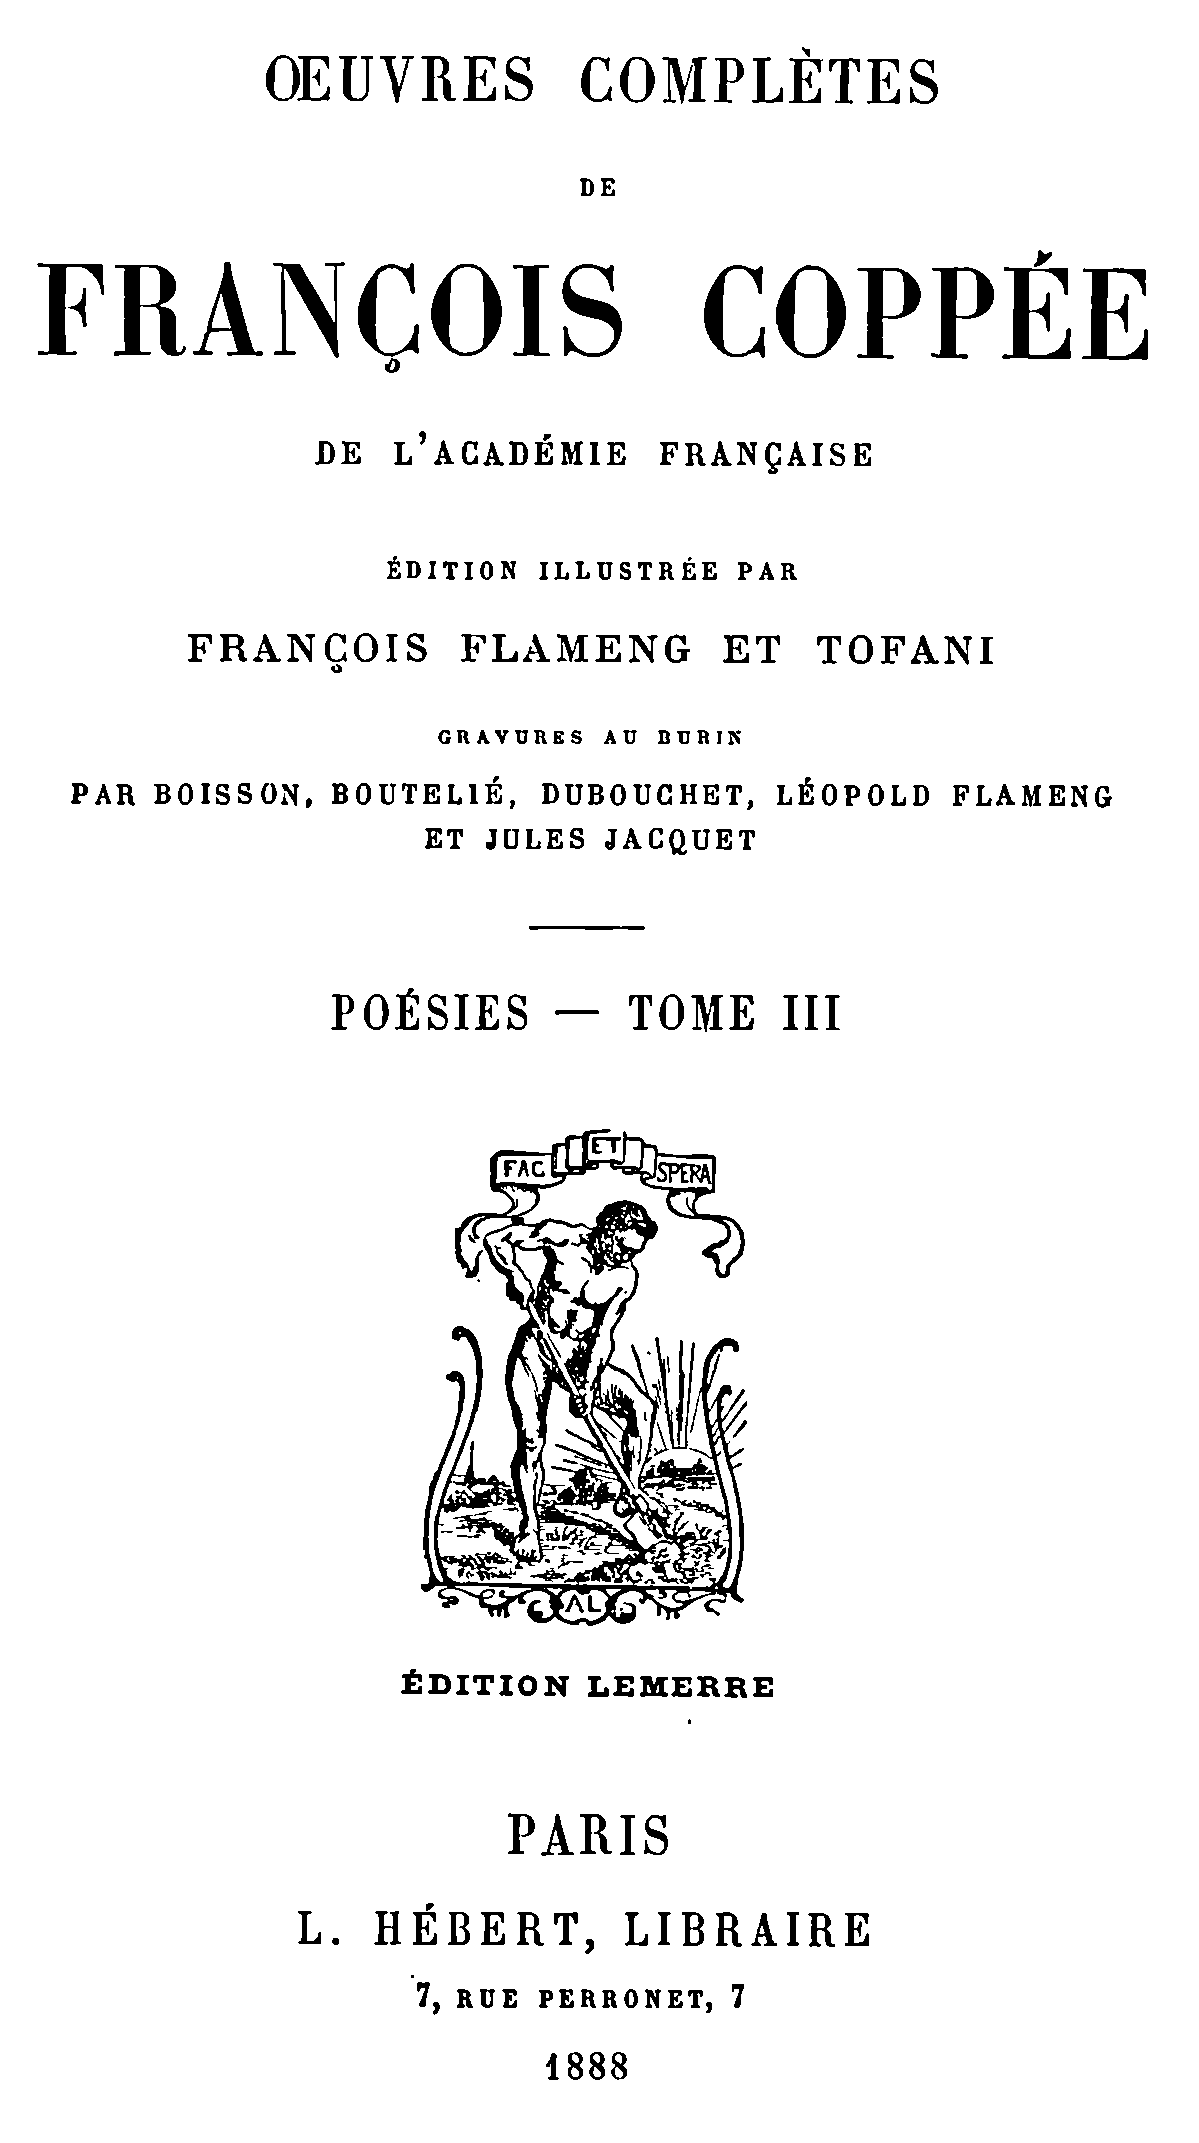 ŒUVRES COMPLÈTES
DE
FRANÇOIS COPPÉE
DE L'ACADÉMIE FRANÇAISE
ÉDITION ILLUSTRÉE PAR
FRANÇOIS FLAMENG ET TOFANI
GRAVURES AU BURIN
PAR BOISSON, BOUTELIÉ, DUBOUCHET, LÉOPOLD FLAMENG
ET JULES JACQUET
POÉSIES — TOME III
FAC ET SPERA
AL
ÉDITION LEMERRE
PARIS
L. HÉBERT, LIBRAIRE
7, RUE PERRONET, 7
1888